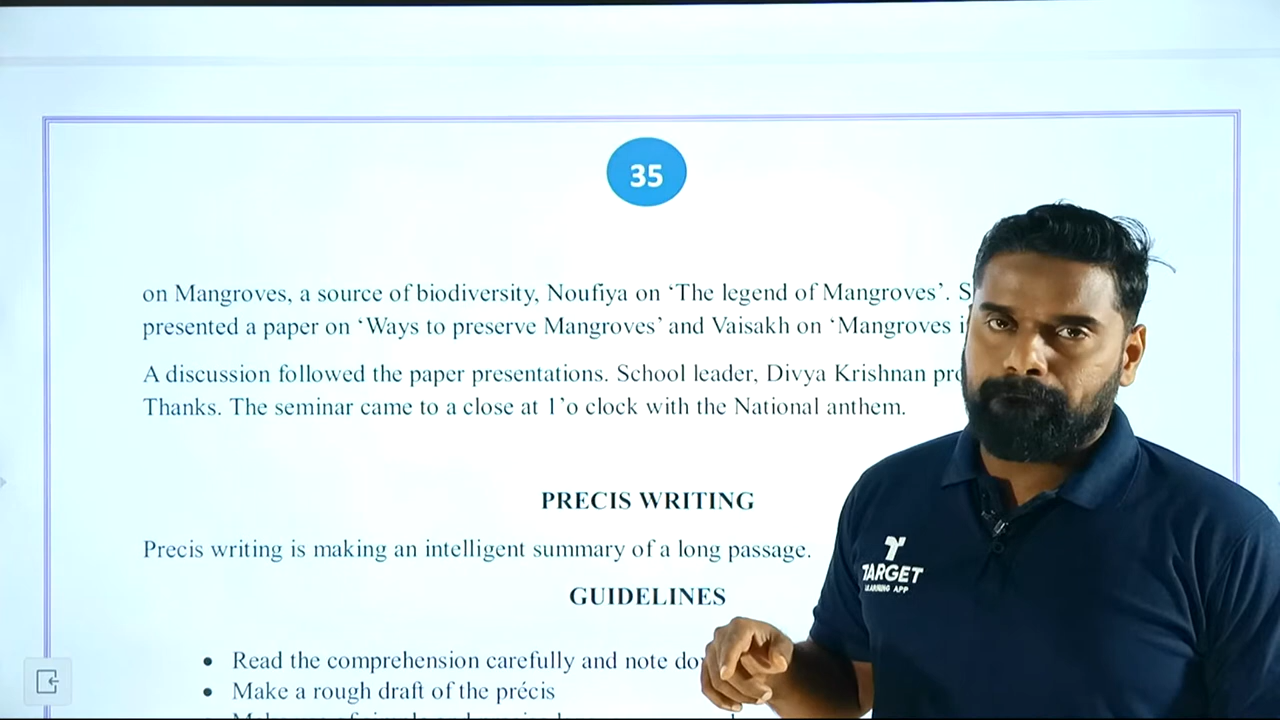 35
on Mangroves, a source of biodiversity, Noufiya on ‘The legend of Mangroves’. S
presented a paper on ‘Ways to preserve Mangroves’ and Vaisakh on ‘Mangroves i
A discussion followed the paper presentations. School leader, Divya Krishnan pro
Thanks. The seminar came to a close at 1’o clock with the National anthem.
PRECIS WRITING
Precis writing is making an intelligent summary of a long passage.
GUIDELINES
• Read the comprehension carefully and note do
• Make a rough draft of the précis
TARGET
LEARNING APP